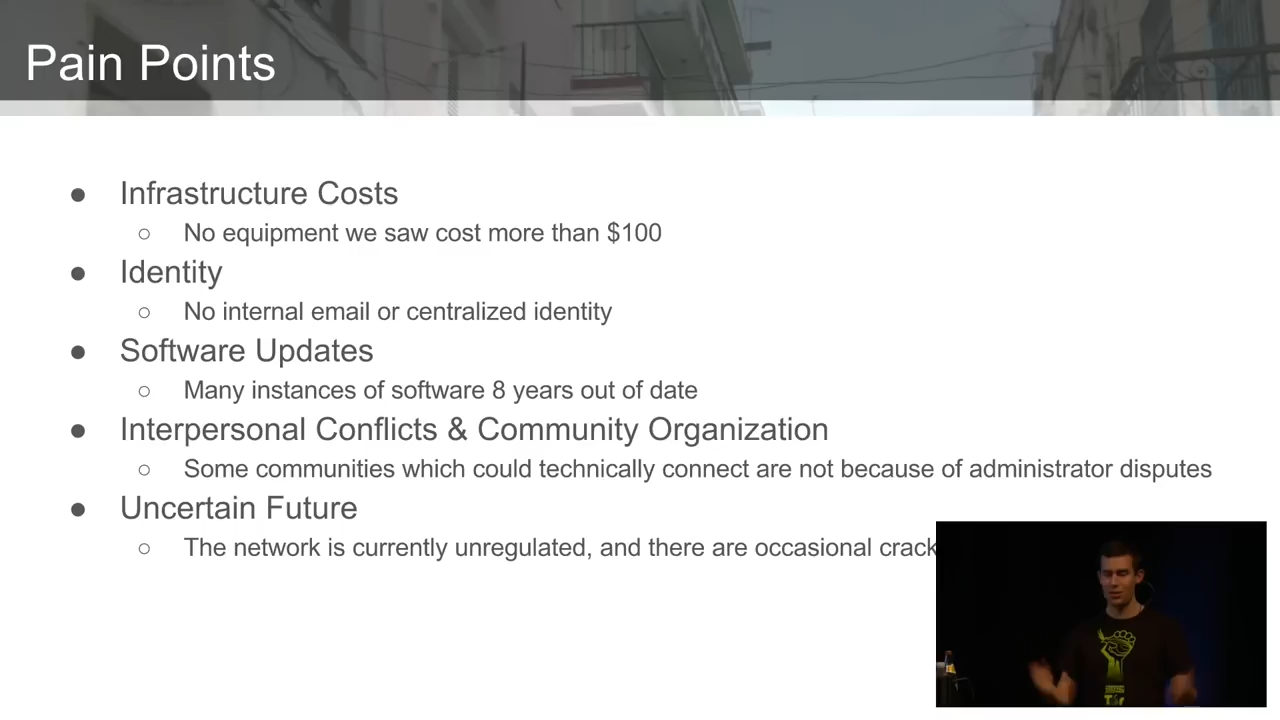 Pain Points
● Infrastructure Costs
○ No equipment we saw cost more than $100
● Identity
○ No internal email or centralized identity
● Software Updates
○ Many instances of software 8 years out of date
● Interpersonal Conflicts & Community Organization
○ Some communities which could technically connect are not because of administrator disputes
● Uncertain Future
○ The network is currently unregulated, and there are occasional crack